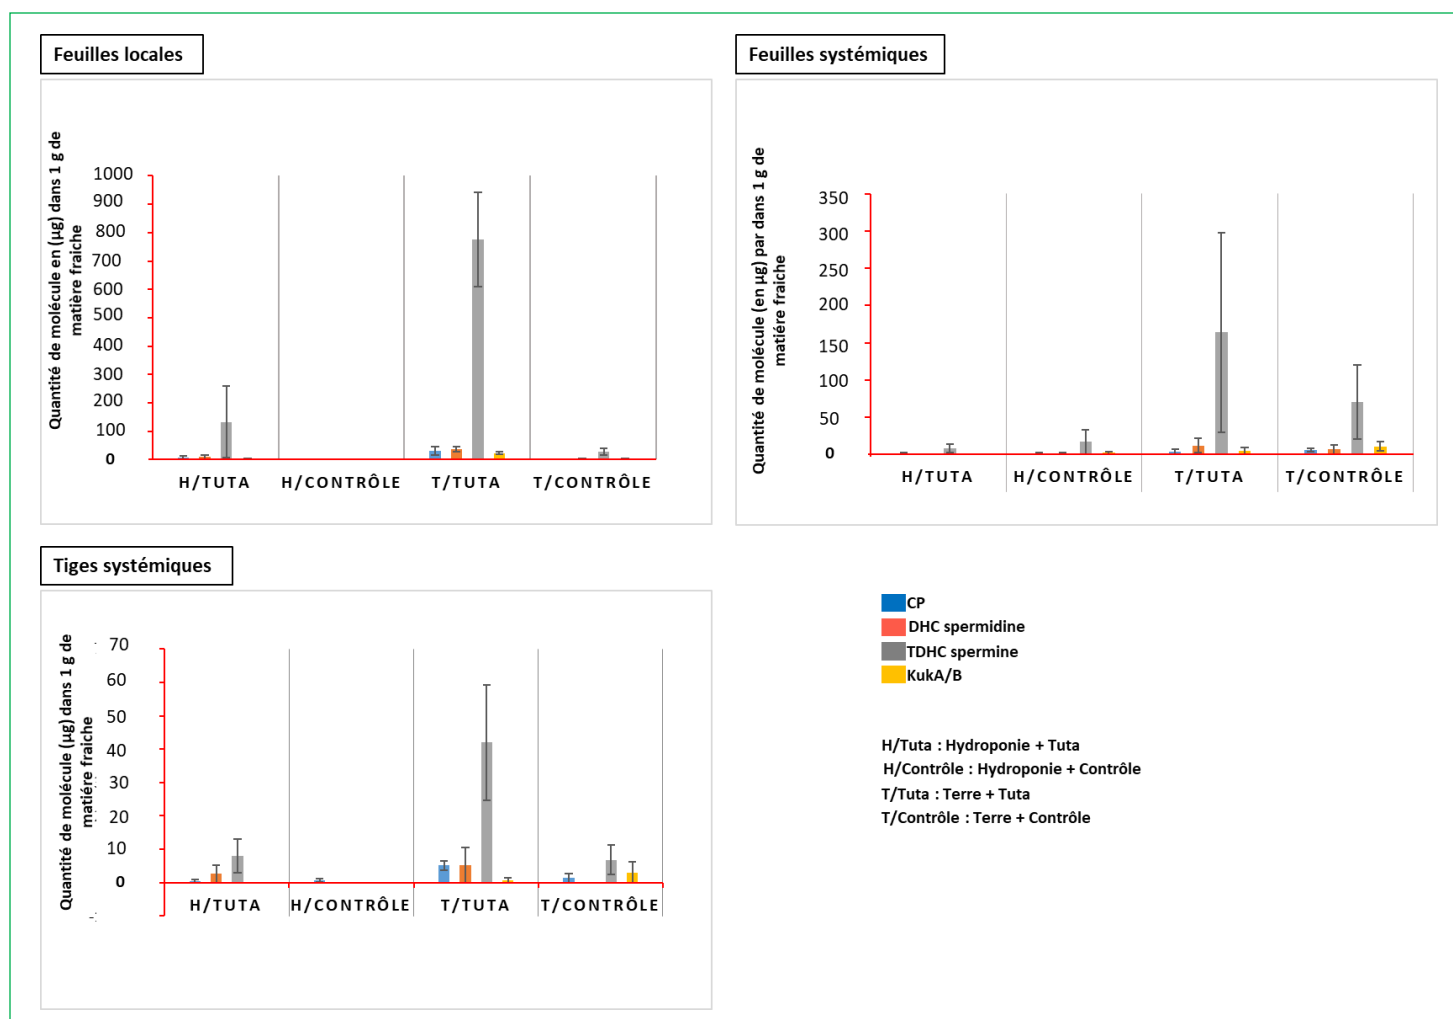 Feuilles locales
Quantité de molécule en (µg) dans 1 g de
matière fraiche
1000
900
800
700
600
500
400
300
200
100
0
H/TUTA H/CONTRÔLE T/TUTA T/CONTRÔLE
Feuilles systémiques
Quantité de molécule (en µg) par dans 1 g de
matiére fraiche
350
300
250
200
150
100
50
0
H/TUTA H/CONTRÔLE T/TUTA T/CONTRÔLE
Tiges systémiques
Quantité de molécule (µg) dans 1 g de
matiére fraiche
70
60
50
40
30
20
10
0
H/TUTA H/CONTRÔLE T/TUTA T/CONTRÔLE
CP
DHC spermidine
TDHC spermine
KukA/B
H/Tuta : Hydroponie + Tuta
H/Contrôle : Hydroponie + Contrôle
T/Tuta : Terre + Tuta
T/Contrôle : Terre + Contrôle